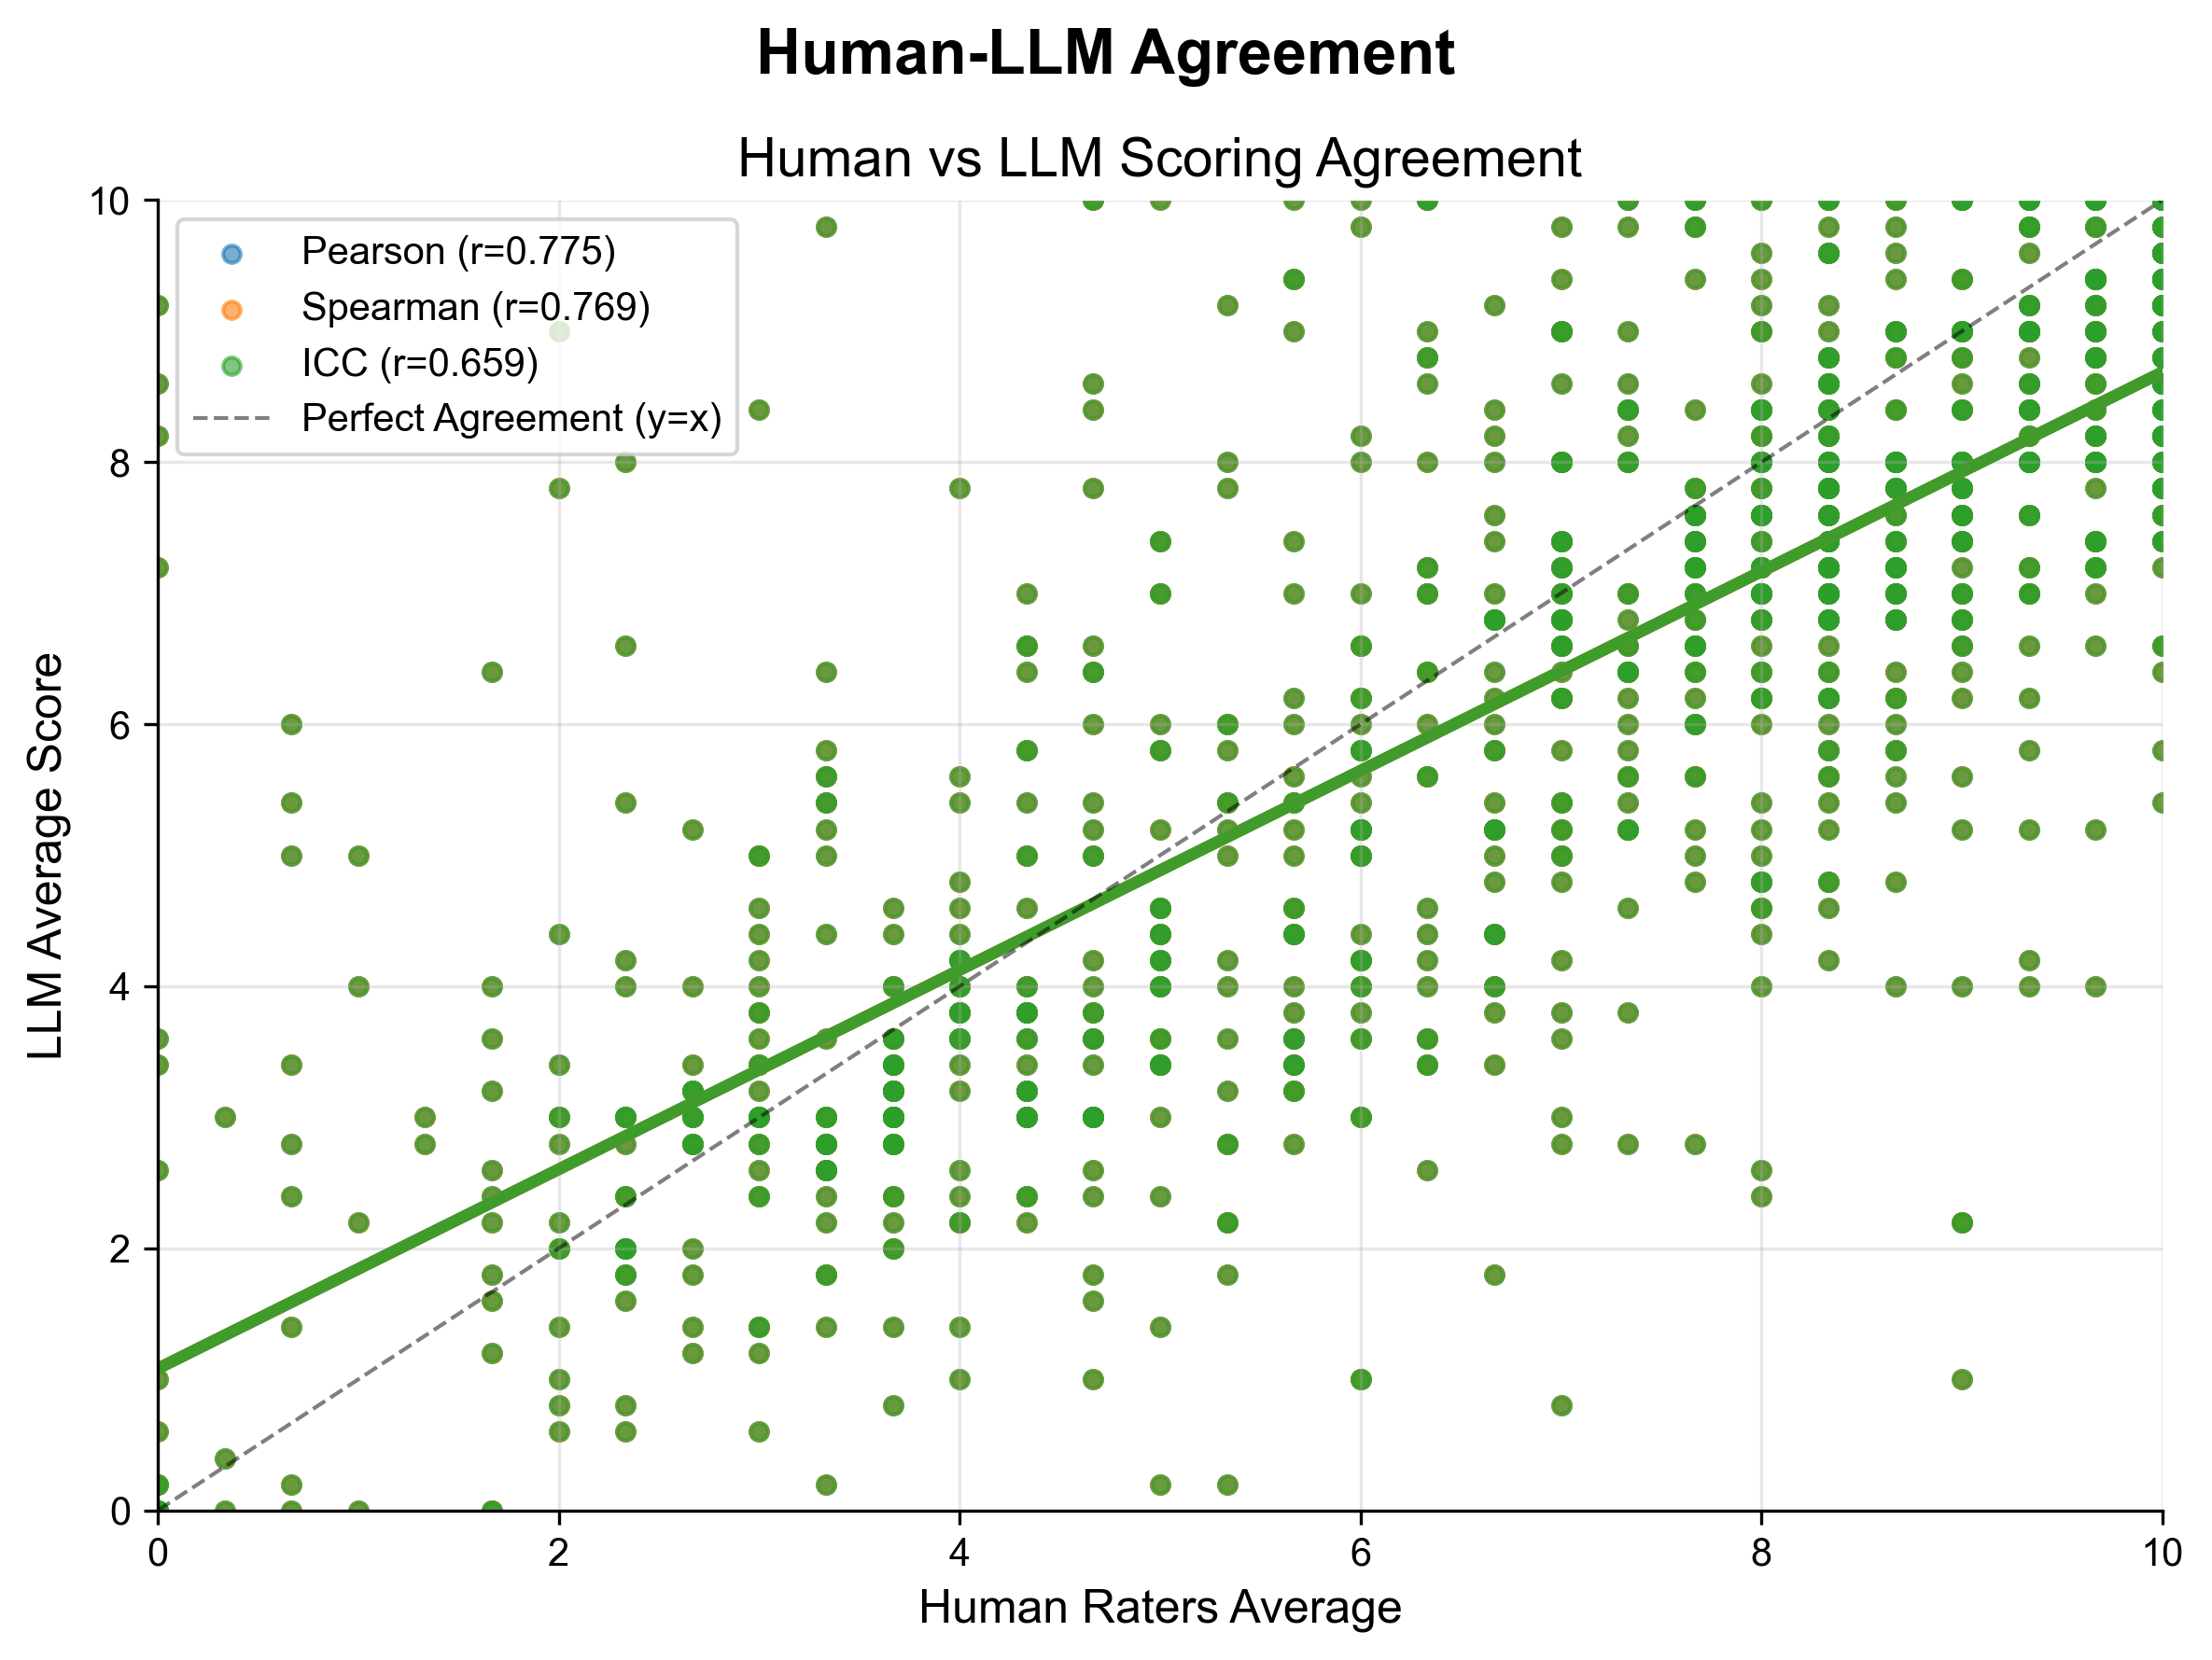 Human-LLM Agreement
Human vs LLM Scoring Agreement
Pearson (r=0.775)
Spearman (r=0.769)
ICC (r=0.659)
Perfect Agreement (y=x)
LLM Average Score
10
8
6
4
2
0
0 2 4 6 8 10
Human Raters Average